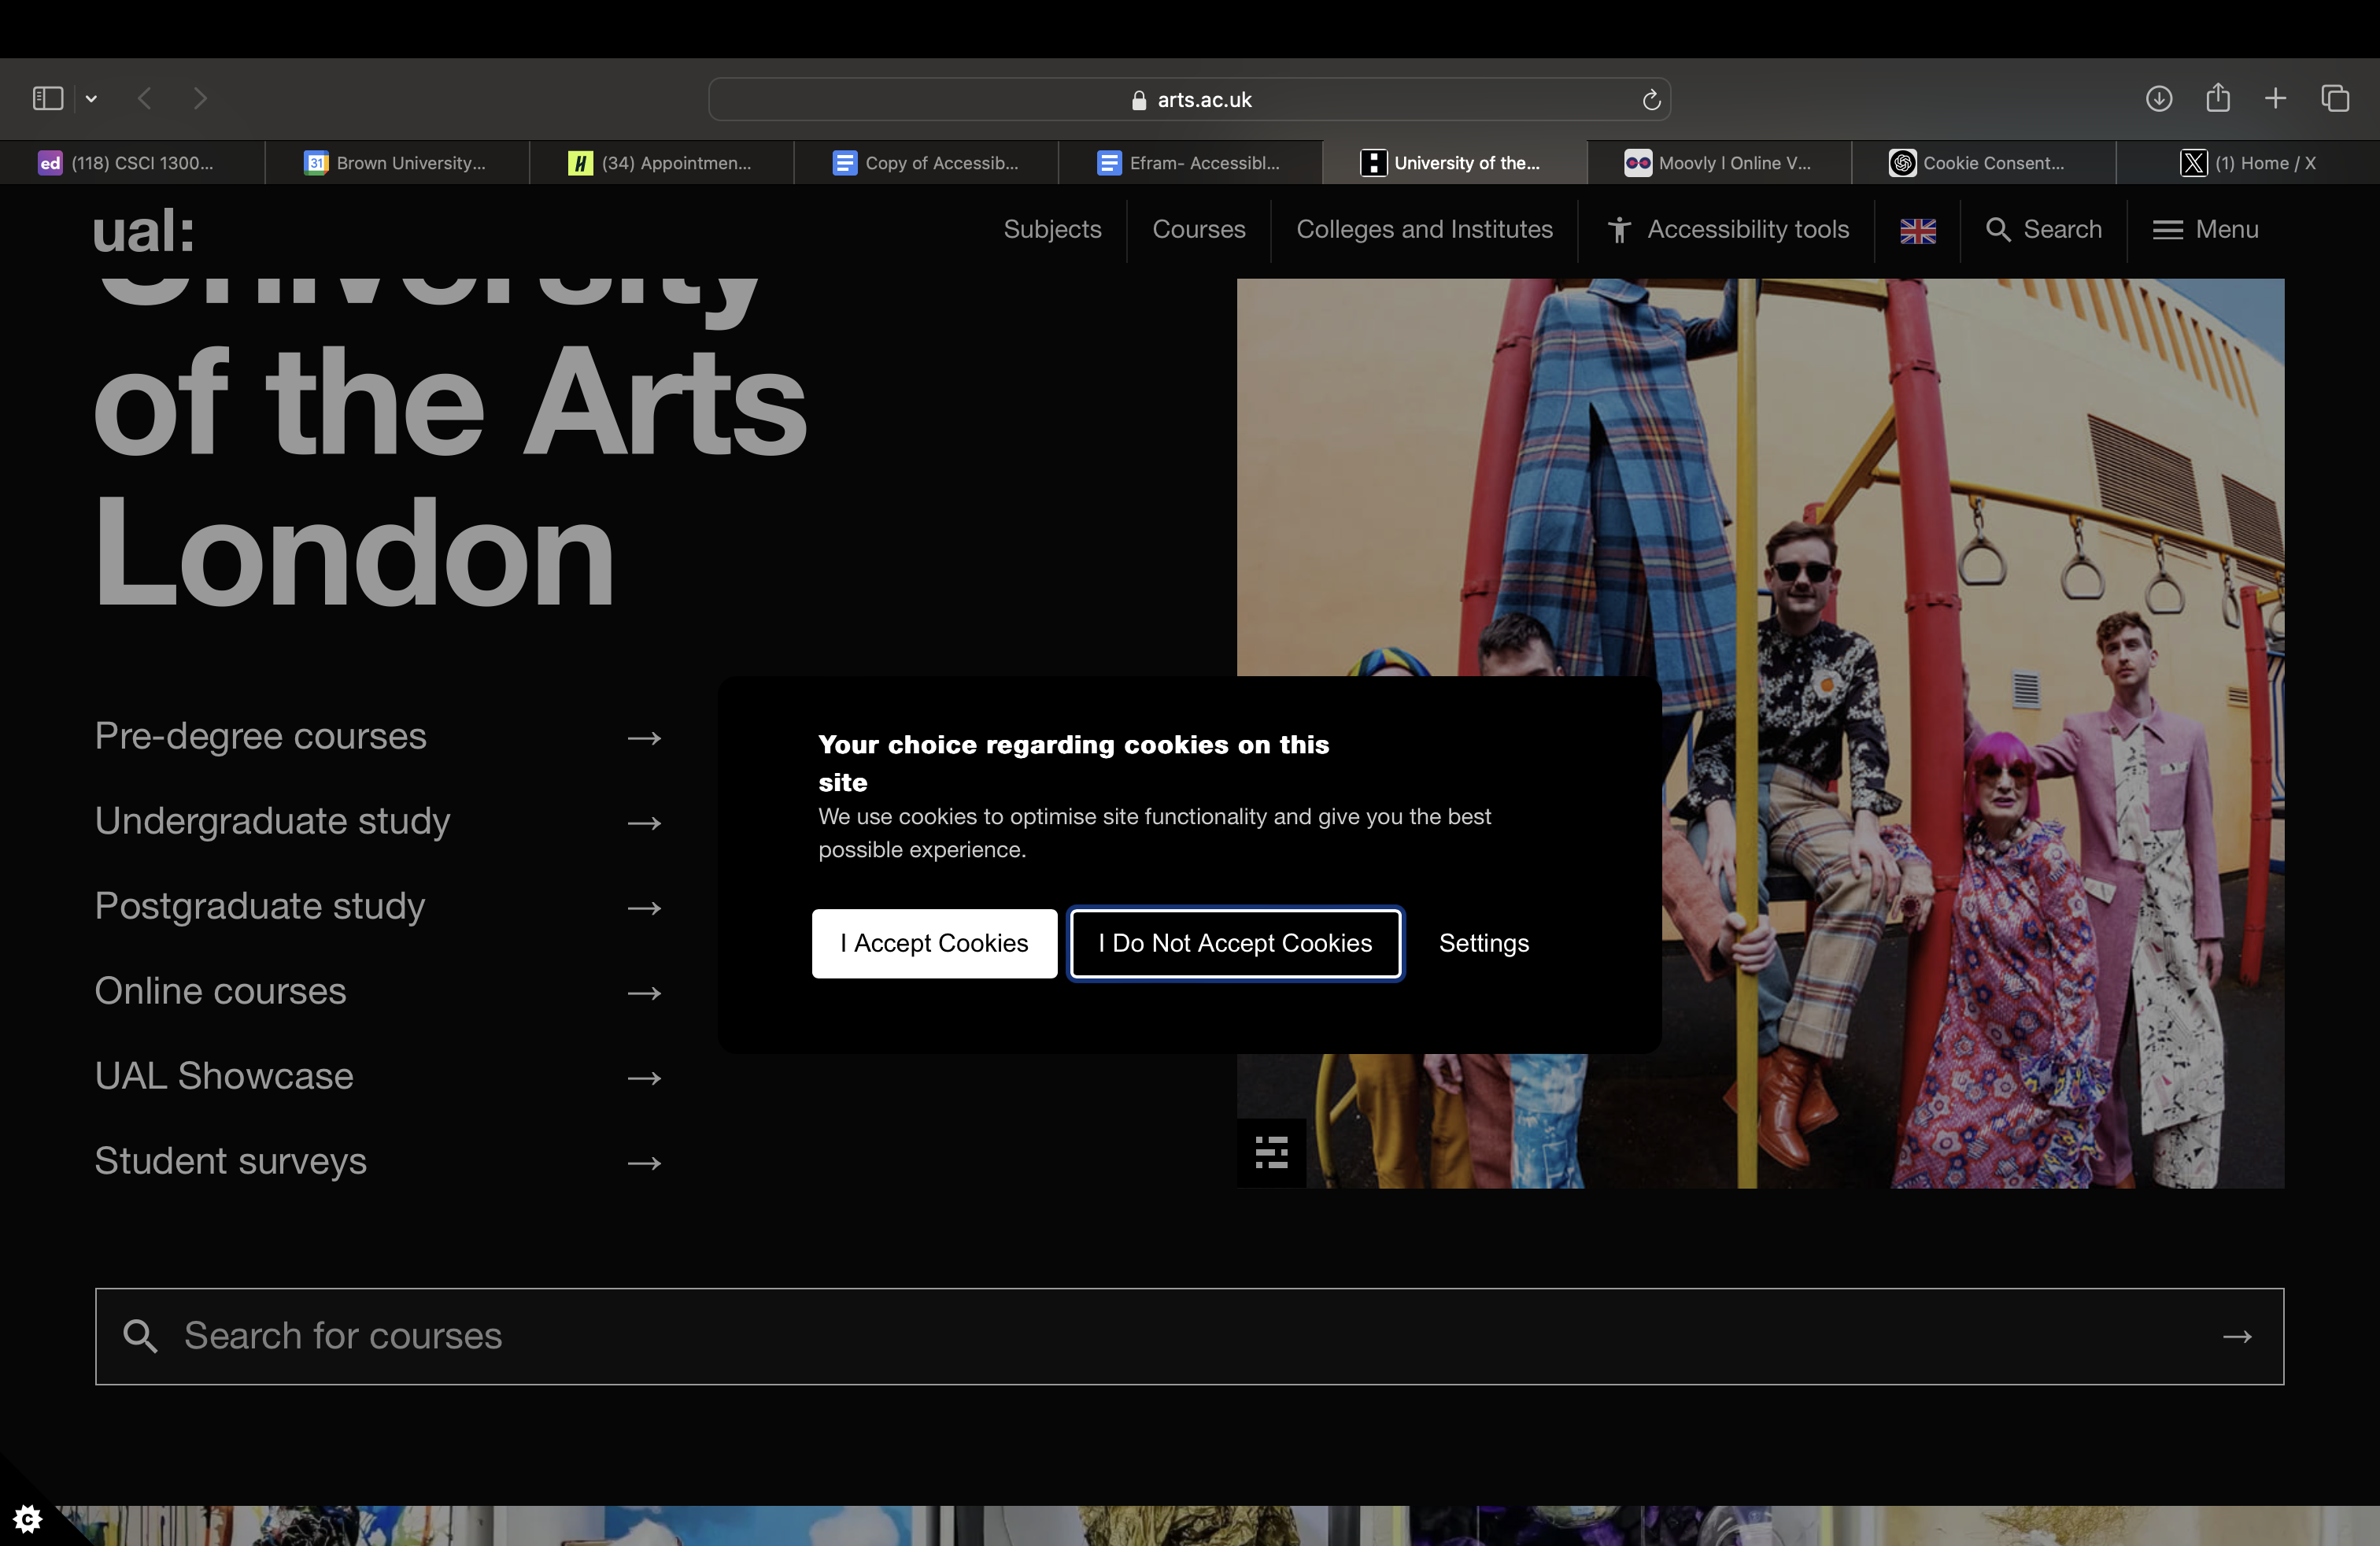 arts.ac.uk
ed (118) CSCI 1300...
31 Brown University...
H (34) Appointmen...
Copy of Accessib...
Efram- Accessibl...
University of the...
Moovly | Online V...
Cookie Consent...
X (1) Home / X
ual:
Subjects
Courses
Colleges and Institutes
Accessibility tools
Search
Menu
University
of the Arts
London
Pre-degree courses →
Undergraduate study →
Postgraduate study →
Online courses →
UAL Showcase →
Student surveys →
Your choice regarding cookies on this
site
We use cookies to optimise site functionality and give you the best
possible experience.
I Accept Cookies
I Do Not Accept Cookies
Settings
Search for courses →
C